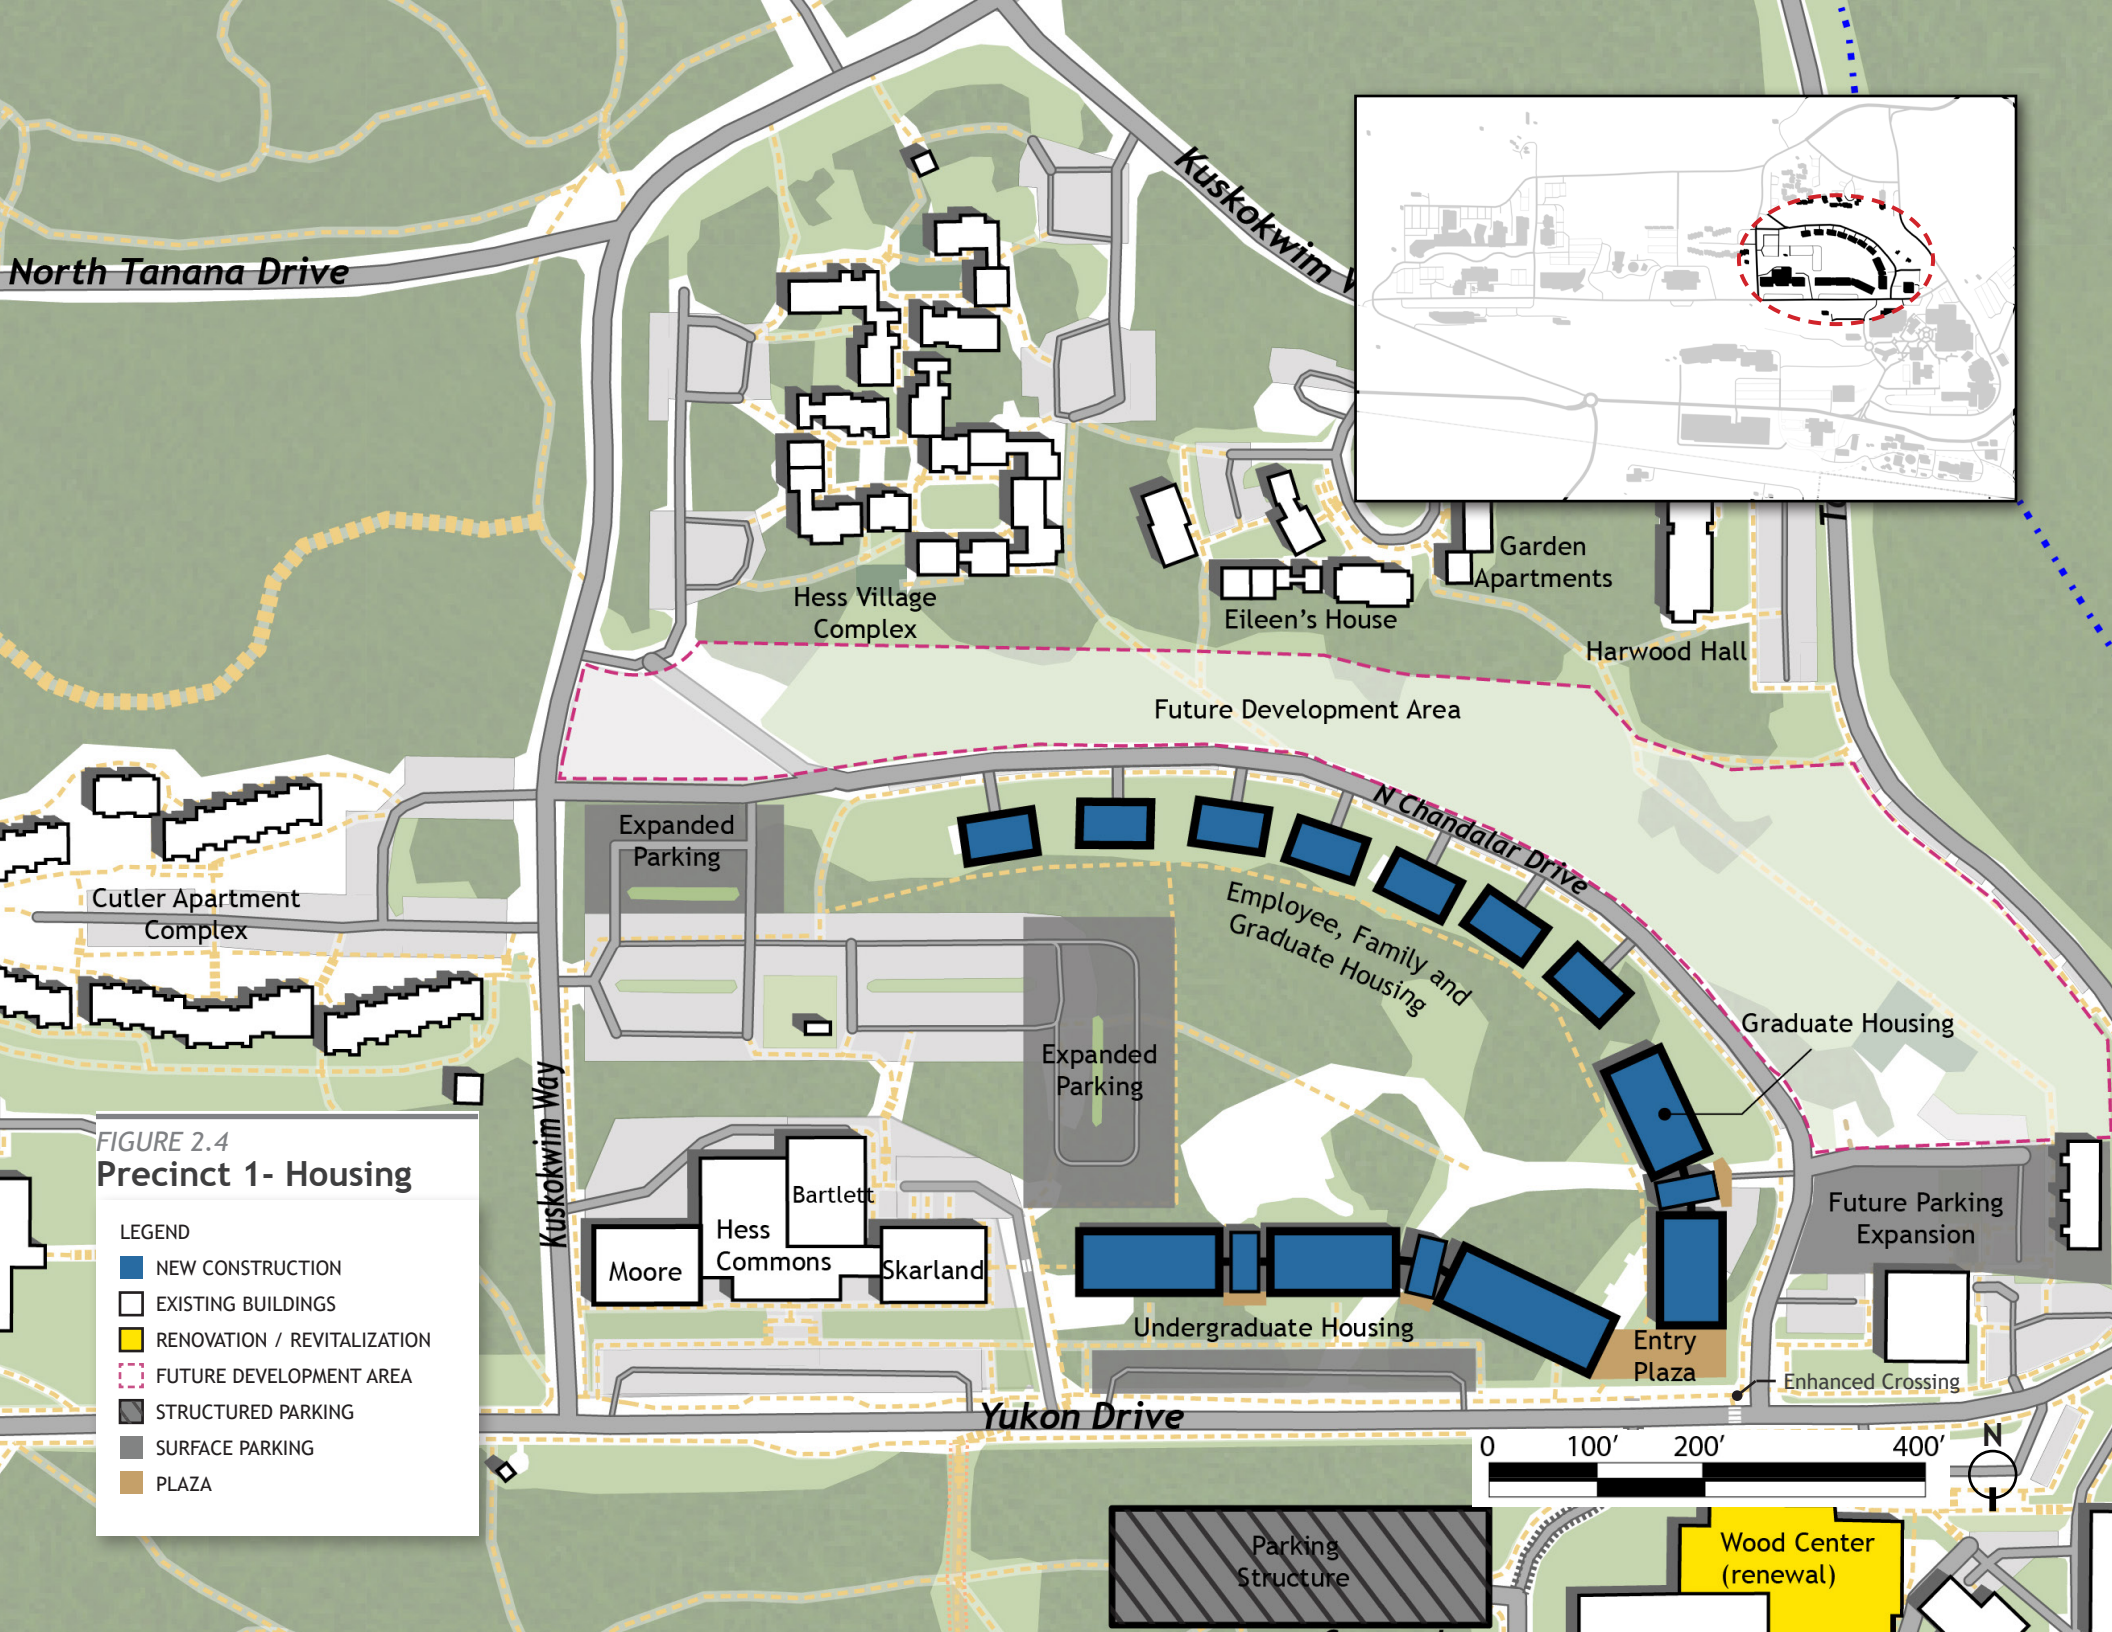 North Tanana Drive
Kuskokwim
Hess Village
Complex
Eileen's House
Garden
Apartments
Harwood Hall
Future Development Area
N Chandalar Drive
Expanded
Parking
Cutler Apartment
Complex
Employee, Family and
Graduate Housing
Graduate Housing
Expanded
Parking
Kuskokwim Way
FIGURE 2.4
Precinct 1- Housing
LEGEND
NEW CONSTRUCTION
EXISTING BUILDINGS
RENOVATION / REVITALIZATION
FUTURE DEVELOPMENT AREA
STRUCTURED PARKING
SURFACE PARKING
PLAZA
Bartlett
Hess
Commons
Moore
Skarland
Future Parking
Expansion
Undergraduate Housing
Entry
Plaza
Enhanced Crossing
Yukon Drive
0 100' 200' 400'
N
Parking
Structure
Wood Center
(renewal)